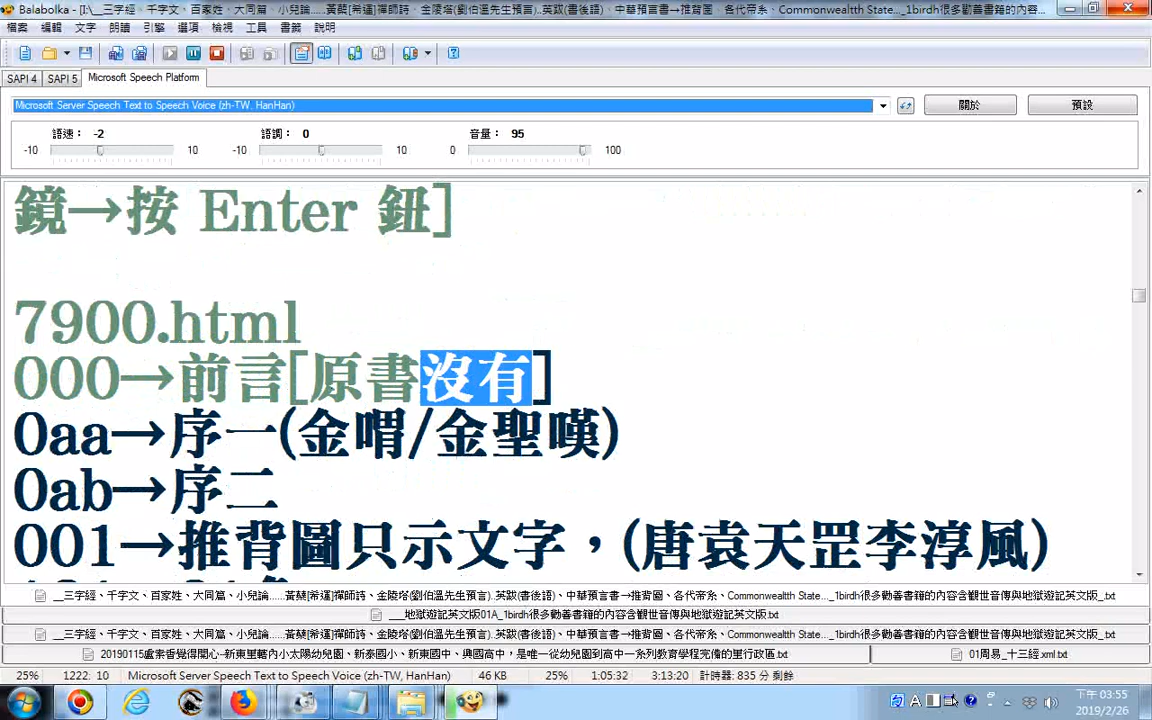 Balabolka - [I:\__三字經、千字文、百家姓、大同篇、小兒論......黃蘗[希運]禪師詩、金陵塔(劉伯溫先生預言)..英歎(書後語)、中華預言書→推背圖、各代帝系、Commonwealtth State..._1birdh很多勸善書籍的內容...
檔案 編輯 文字 朗讀 引擎 選項 檢視 工具 書籤 說明
SAPI 4 SAPI 5 Microsoft Speech Platform
Microsoft Server Speech Text to Speech Voice (zh-TW, HanHan)
關於 預設
語速： -2 語調： 0 音量： 95
-10 10 -10 10 0 100
鏡→按 Enter 鈕]
7900.html
000→前言[原書沒有]
0aa→序一(金喟/金聖嘆)
0ab→序二
001→推背圖只示文字，(唐袁天罡李淳風)
__三字經、千字文、百家姓、大同篇、小兒論......黃蘗[希運]禪師詩、金陵塔(劉伯溫先生預言)..英歎(書後語)、中華預言書→推背圖、各代帝系、Commonwealtth State..._1birdh很多勸善書籍的內容含觀世音傳與地獄遊記英文版_.txt
___地獄遊記英文版01A_1birdh很多勸善書籍的內容含觀世音傳與地獄遊記英文版.txt
__三字經、千字文、百家姓、大同篇、小兒論......黃蘗[希運]禪師詩、金陵塔(劉伯溫先生預言)..英歎(書後語)、中華預言書→推背圖、各代帝系、Commonwealtth State..._1birdh很多勸善書籍的內容含觀世音傳與地獄遊記英文版_.txt
20190115盧案香覺得開心--新東里轄內小太陽幼兒園、新泰國小、新東國中、興國高中，是唯一從幼兒園到高中一系列教育學程完備的里行政區.txt 01周易_十三經.xml.txt
25% 1222: 10 Microsoft Server Speech Text to Speech Voice (zh-TW, HanHan) 46 KB 25% 1:05:32 3:13:20 計時器: 835 分 剩餘
下午 03:55
2019/2/26